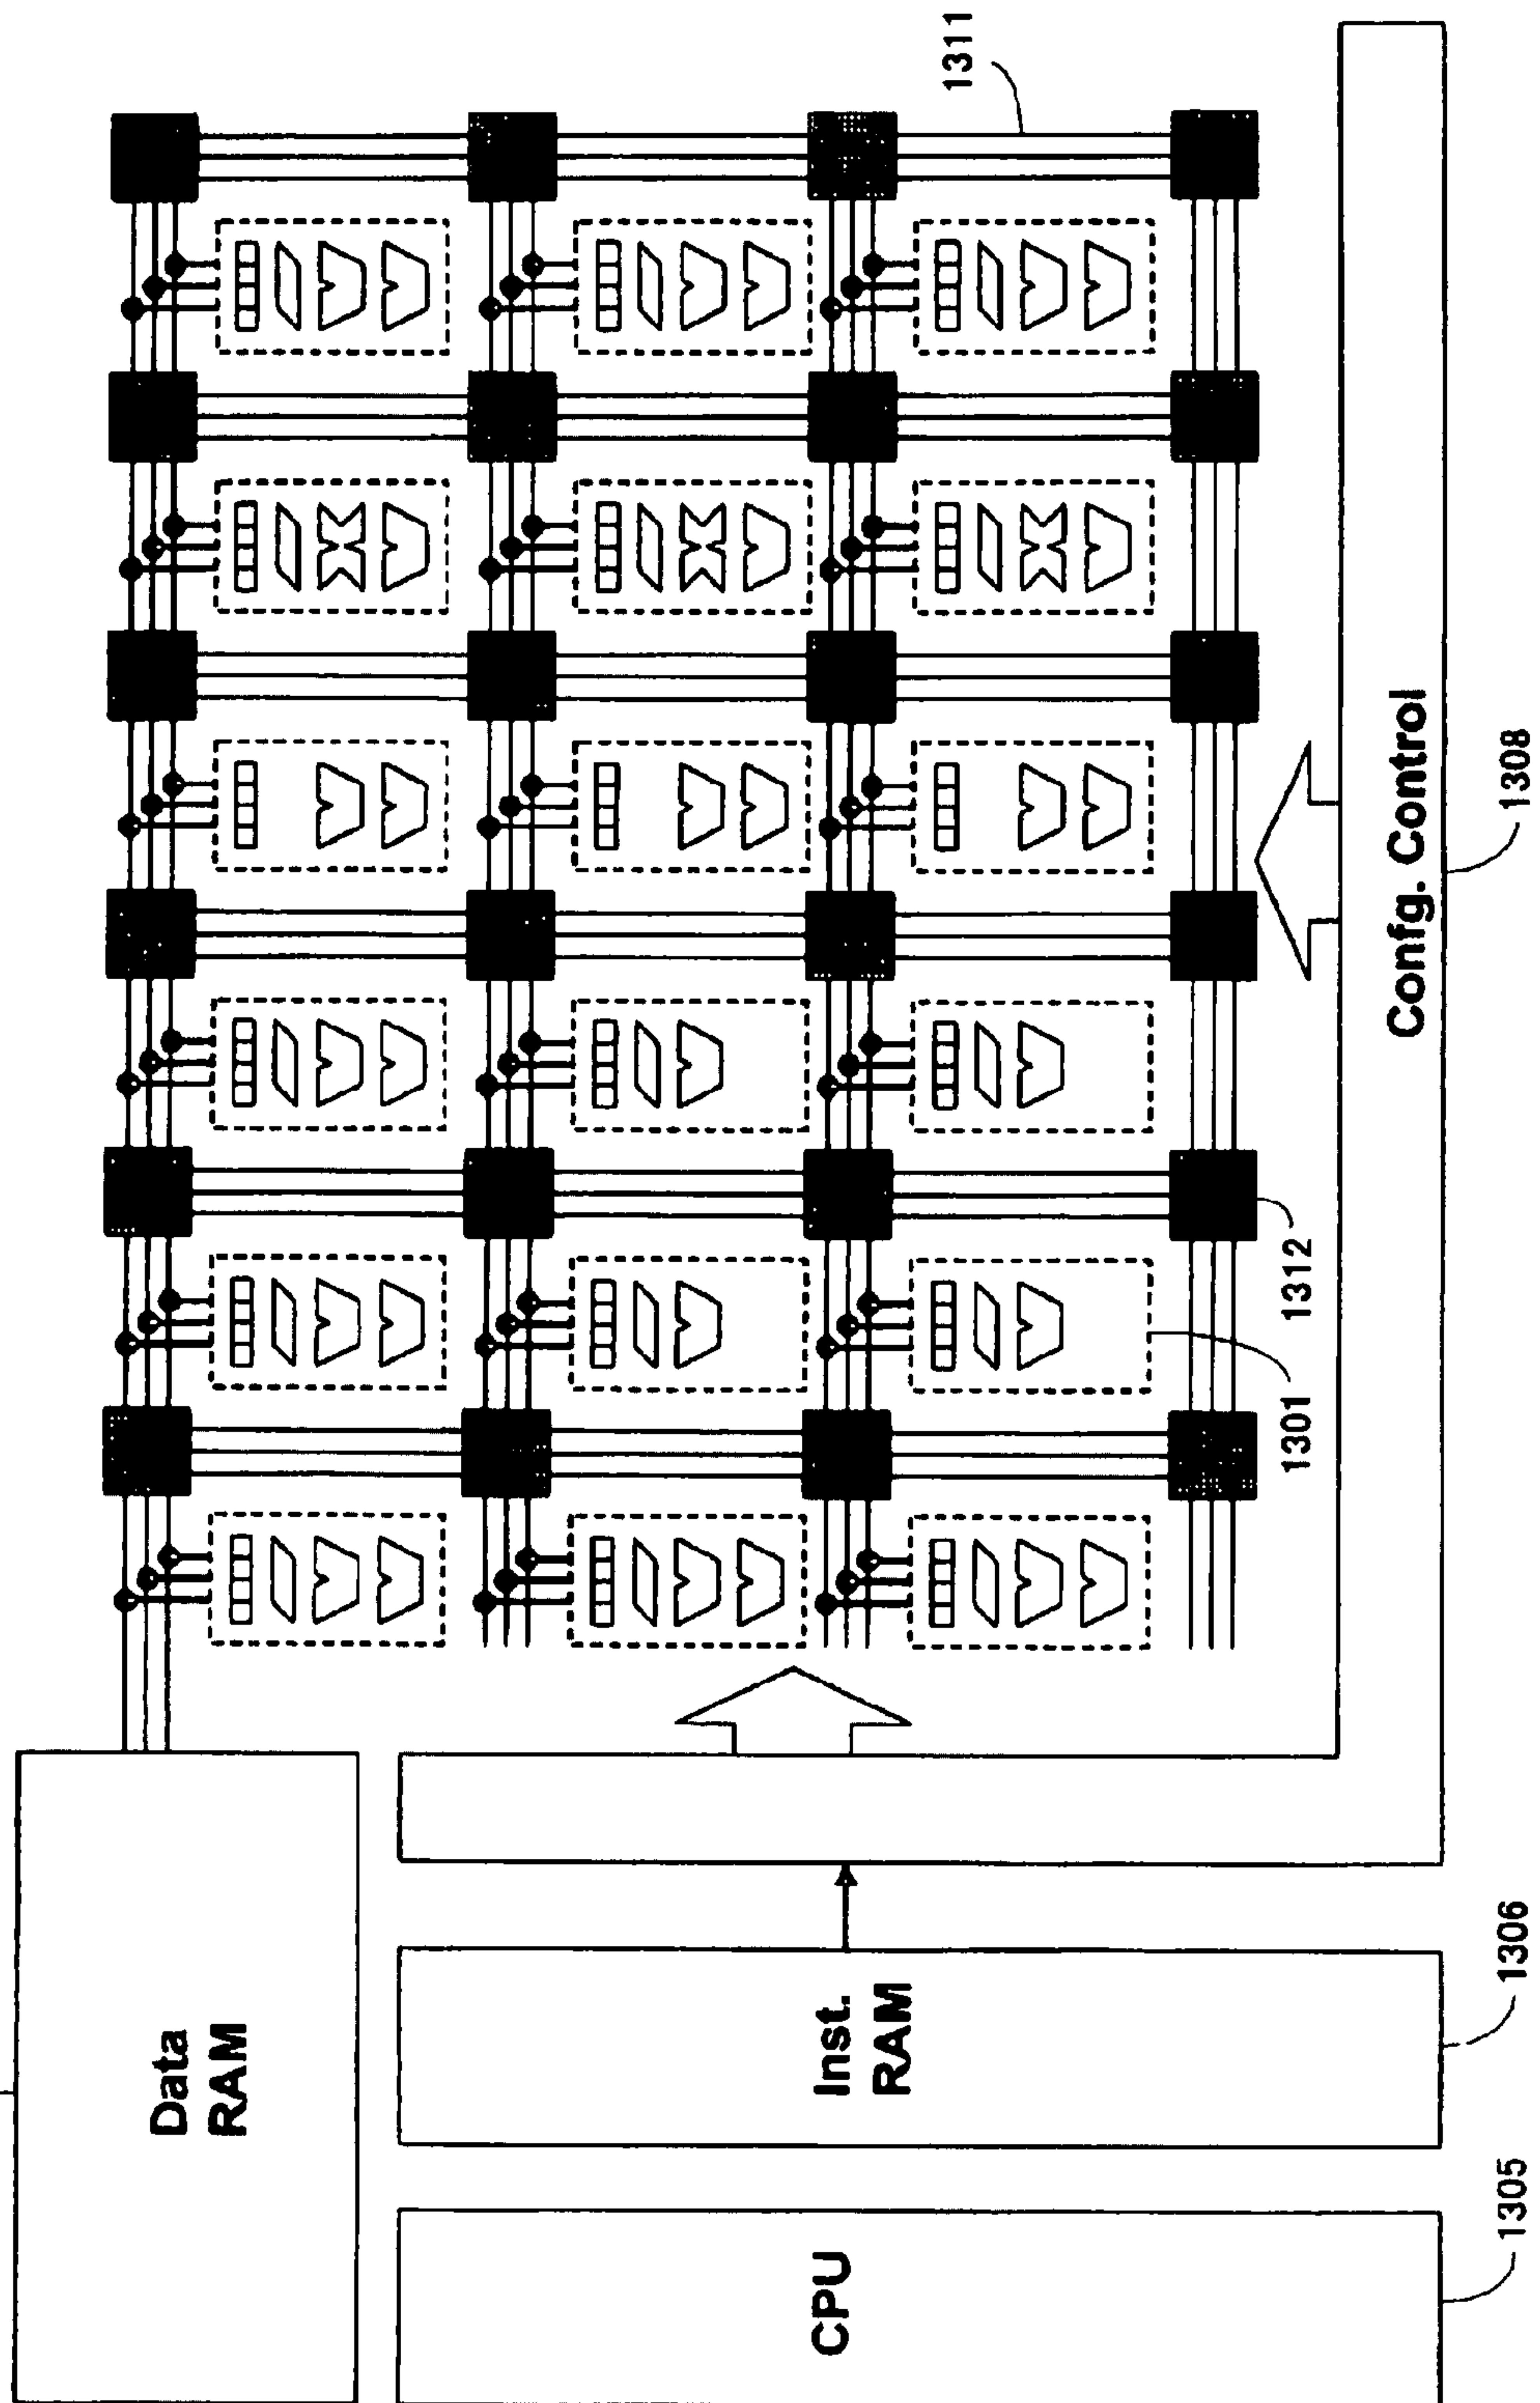 Data
RAM
CPU
1305
Inst.
RAM
1306
Confg. Control
1308
1301
1312
1311